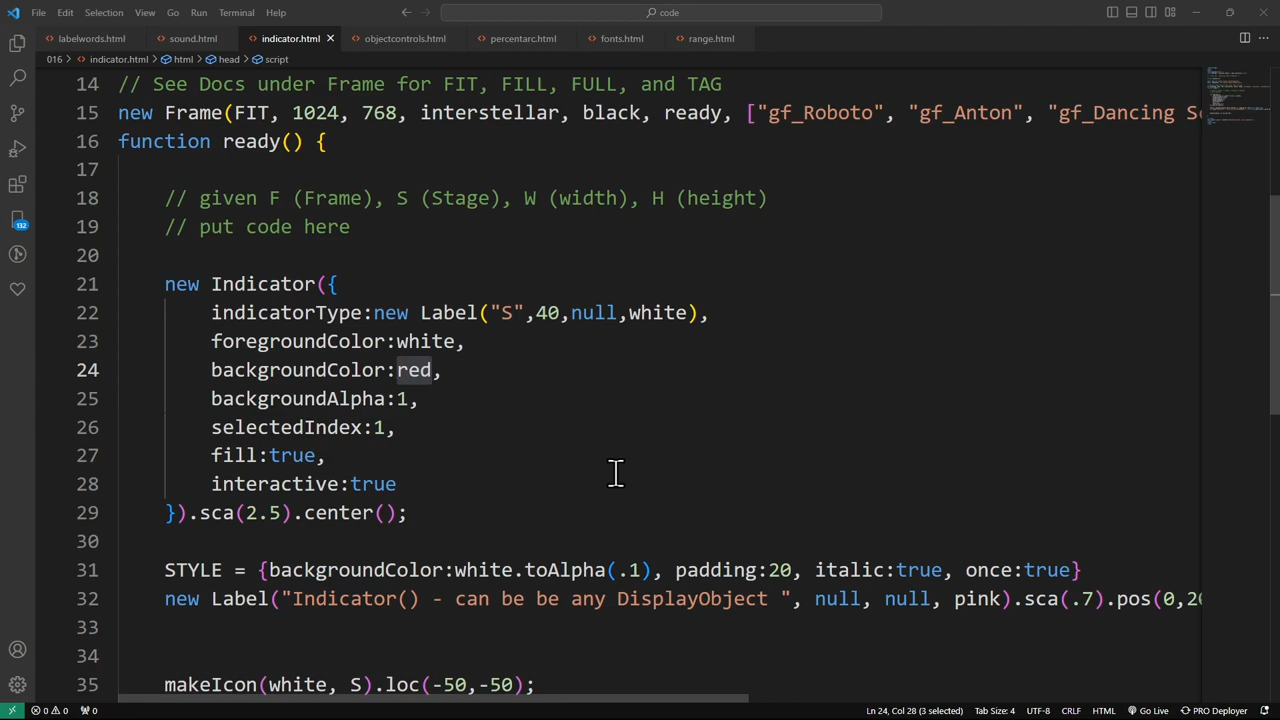 File Edit Selection View Go Run Terminal Help
code
labelwords.html sound.html indicator.html objectcontrols.html percentarc.html fonts.html range.html
016 > indicator.html > html > head > script
14 // See Docs under Frame for FIT, FILL, FULL, and TAG
15 new Frame(FIT, 1024, 768, interstellar, black, ready, ["gf_Roboto", "gf_Anton", "gf_Dancing Sc
16 function ready() {
17
18 // given F (Frame), S (Stage), W (width), H (height)
19 // put code here
20
21 new Indicator({
22 indicatorType:new Label("S",40,null,white),
23 foregroundColor:white,
24 backgroundColor:red,
25 backgroundAlpha:1,
26 selectedIndex:1,
27 fill:true,
28 interactive:true
29 }).sca(2.5).center();
30
31 STYLE = {backgroundColor:white.toAlpha(.1), padding:20, italic:true, once:true}
32 new Label("Indicator() - can be be any DisplayObject ", null, null, pink).sca(.7).pos(0,20
33
34
35 makeIcon(white, S).loc(-50,-50);
132
0 0 0 Ln 24, Col 28 (3 selected) Tab Size: 4 UTF-8 CRLF HTML Go Live PRO Deployer